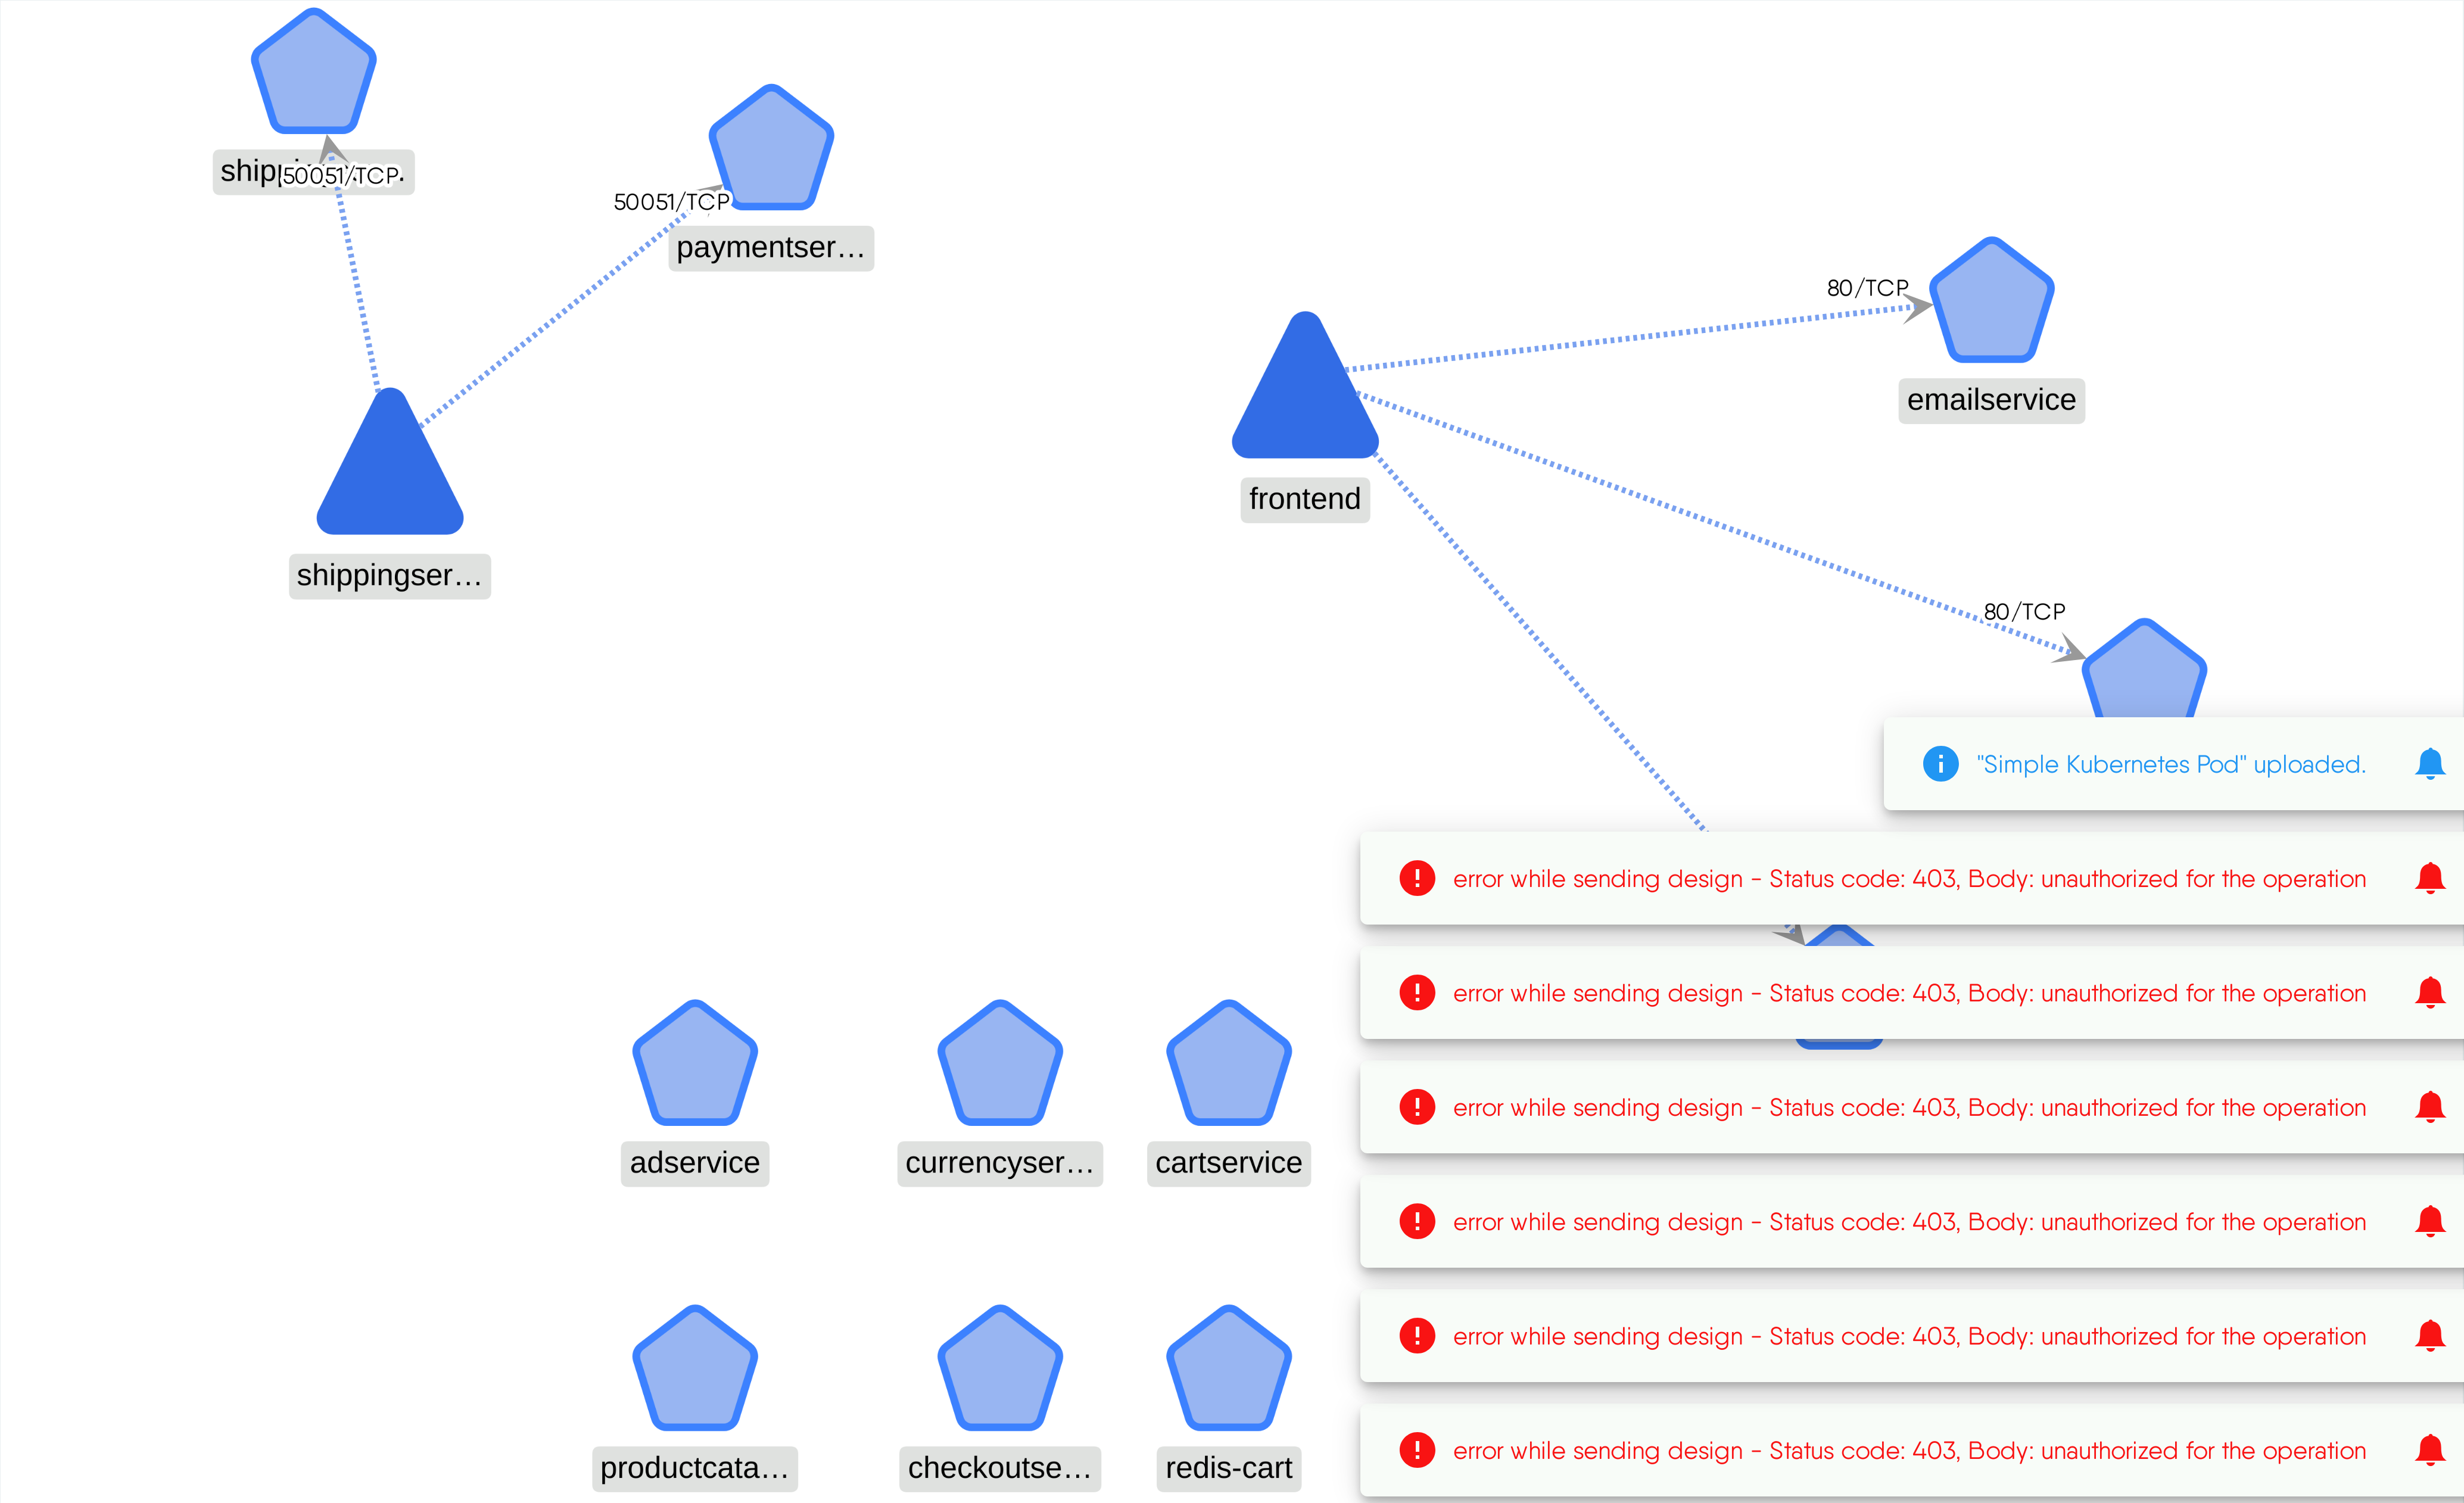 50051/TCP
50051/TCP
paymentser...
80/TCP
emailservice
frontend
shippingser...
80/TCP
"Simple Kubernetes Pod" uploaded.
error while sending design - Status code: 403, Body: unauthorized for the operation
error while sending design - Status code: 403, Body: unauthorized for the operation
error while sending design - Status code: 403, Body: unauthorized for the operation
error while sending design - Status code: 403, Body: unauthorized for the operation
error while sending design - Status code: 403, Body: unauthorized for the operation
error while sending design - Status code: 403, Body: unauthorized for the operation
adservice
currencyser...
cartservice
productcata...
checkoutse...
redis-cart